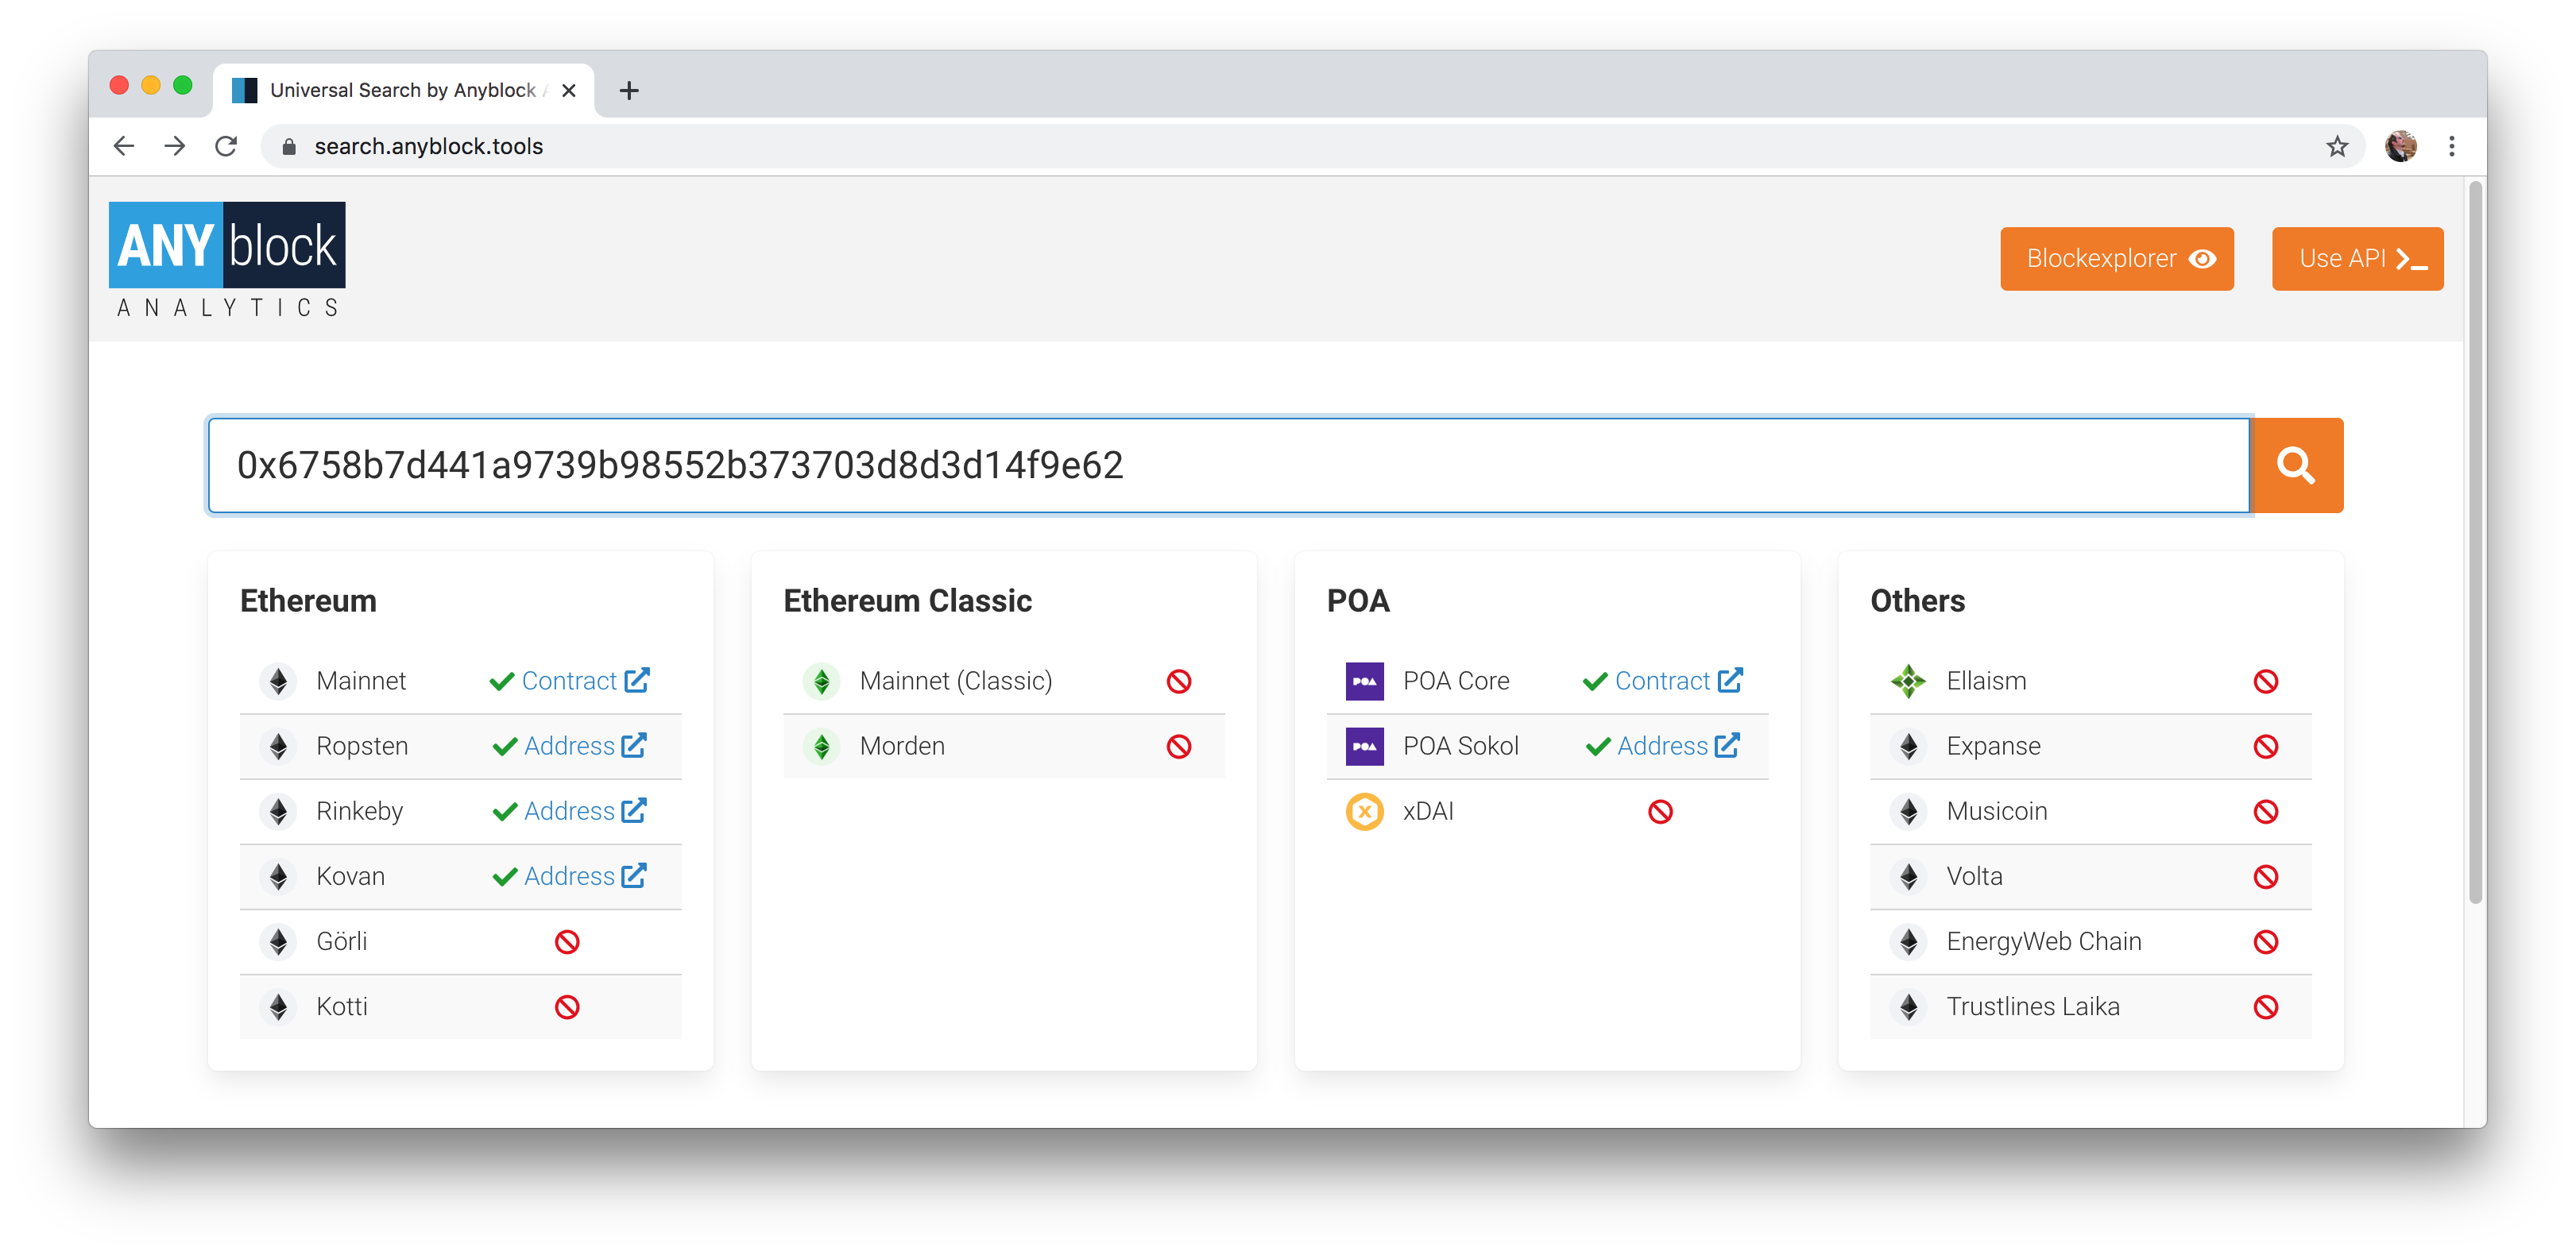 Universal Search by Anyblock
search.anyblock.tools
ANY block
ANALYTICS
Blockexplorer
Use API
0x6758b7d441a9739b98552b373703d8d3d14f9e62
Ethereum
Mainnet Contract
Ropsten Address
Rinkeby Address
Kovan Address
Görli
Kotti
Ethereum Classic
Mainnet (Classic)
Morden
POA
POA POA Core Contract
POA POA Sokol Address
xDAI
Others
Ellaism
Expanse
Musicoin
Volta
EnergyWeb Chain
Trustlines Laika